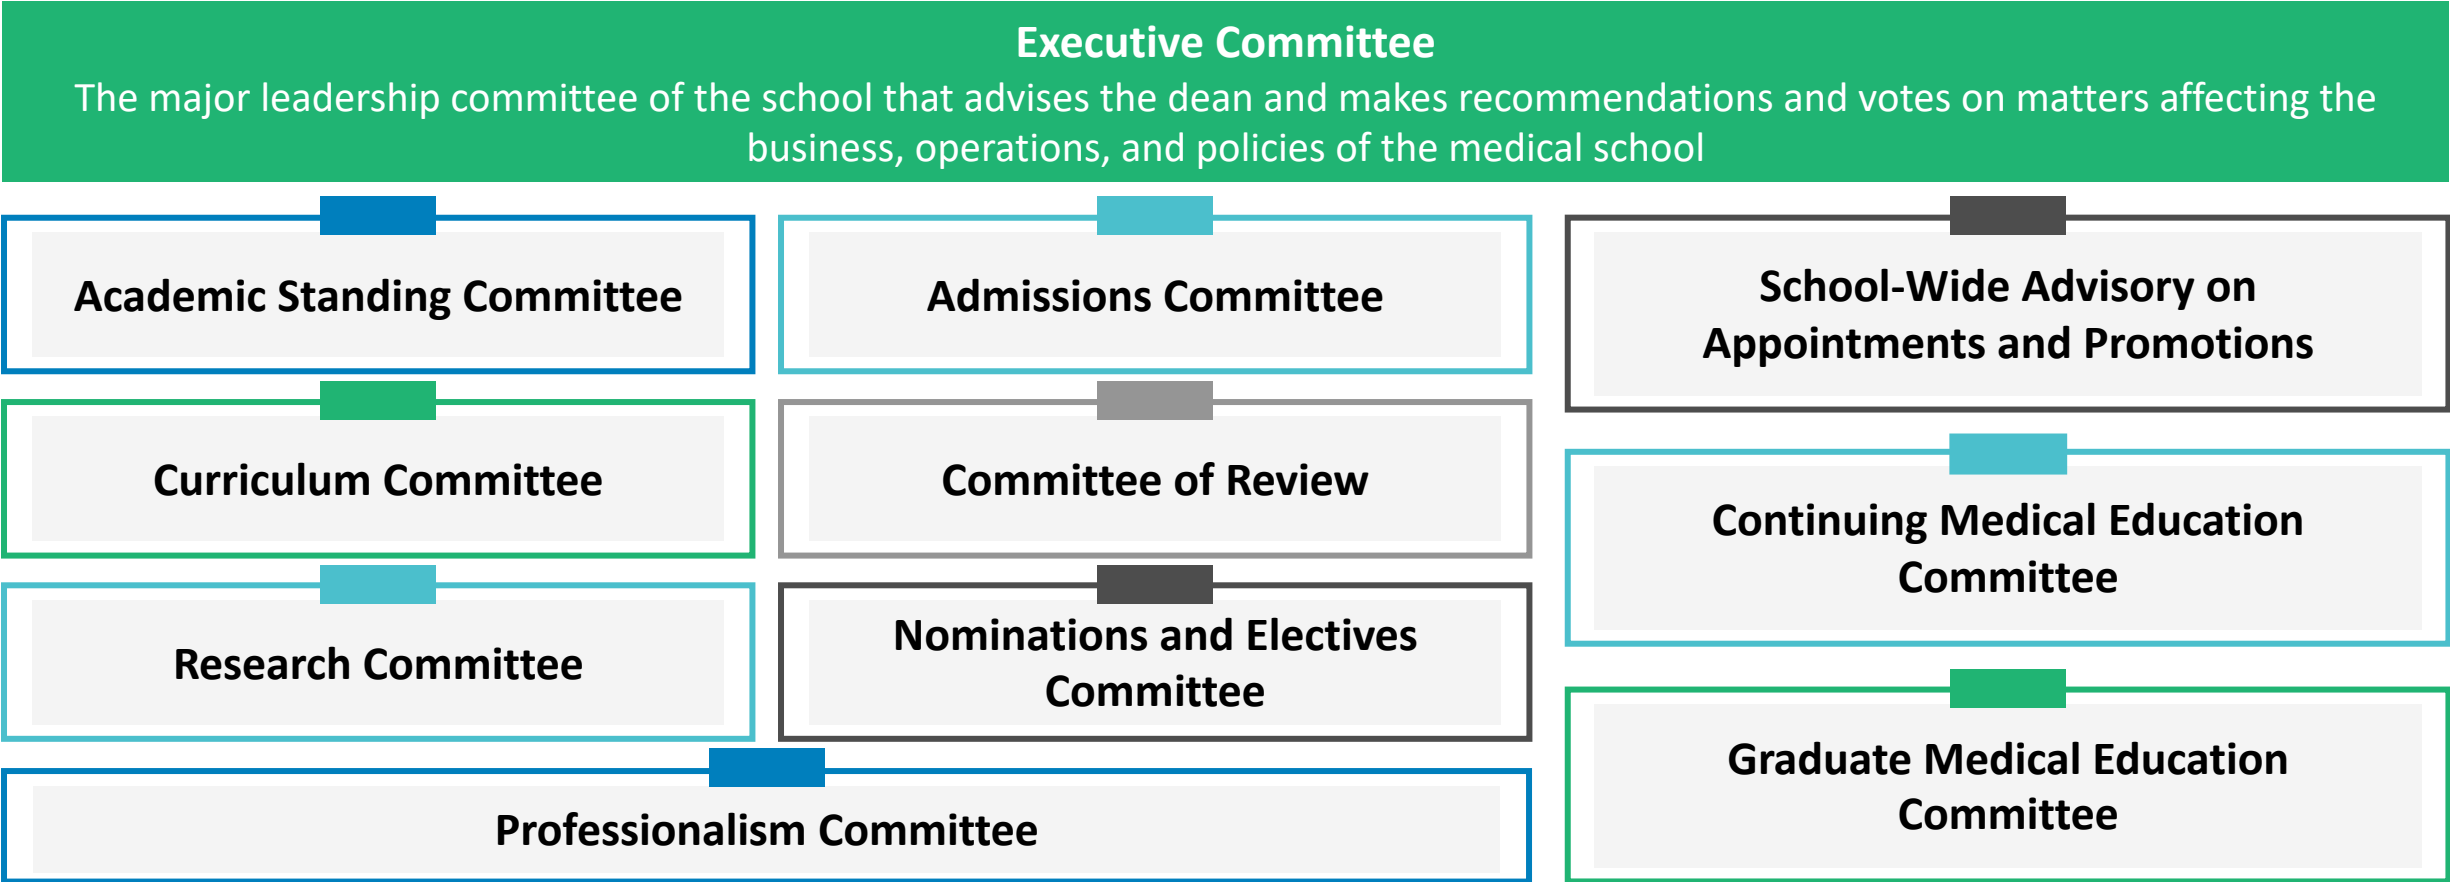 Executive Committee
The major leadership committee of the school that advises the dean and makes recommendations and votes on matters affecting the
business, operations, and policies of the medical school
Academic Standing Committee
Admissions Committee
School-Wide Advisory on
Appointments and Promotions
Curriculum Committee
Committee of Review
Continuing Medical Education
Committee
Research Committee
Nominations and Electives
Committee
Graduate Medical Education
Committee
Professionalism Committee